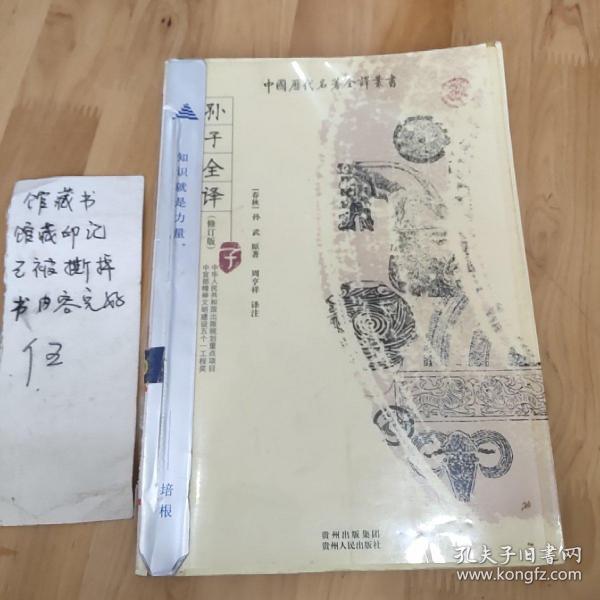 中國歷代名著全譯叢書
孙子全译
(修订版)
子
中华人民共和国出版规划重点项目
中宣部精神文明建设五个一工程奖
[春秋] 孙武 原著
周亨祥 译注
知识就是力量。
培根
贵州出版集团
贵州人民出版社
馆藏书
馆藏印记
已被撕掉
书内容完好
伍
孔夫子旧书网
www.kongfz.com